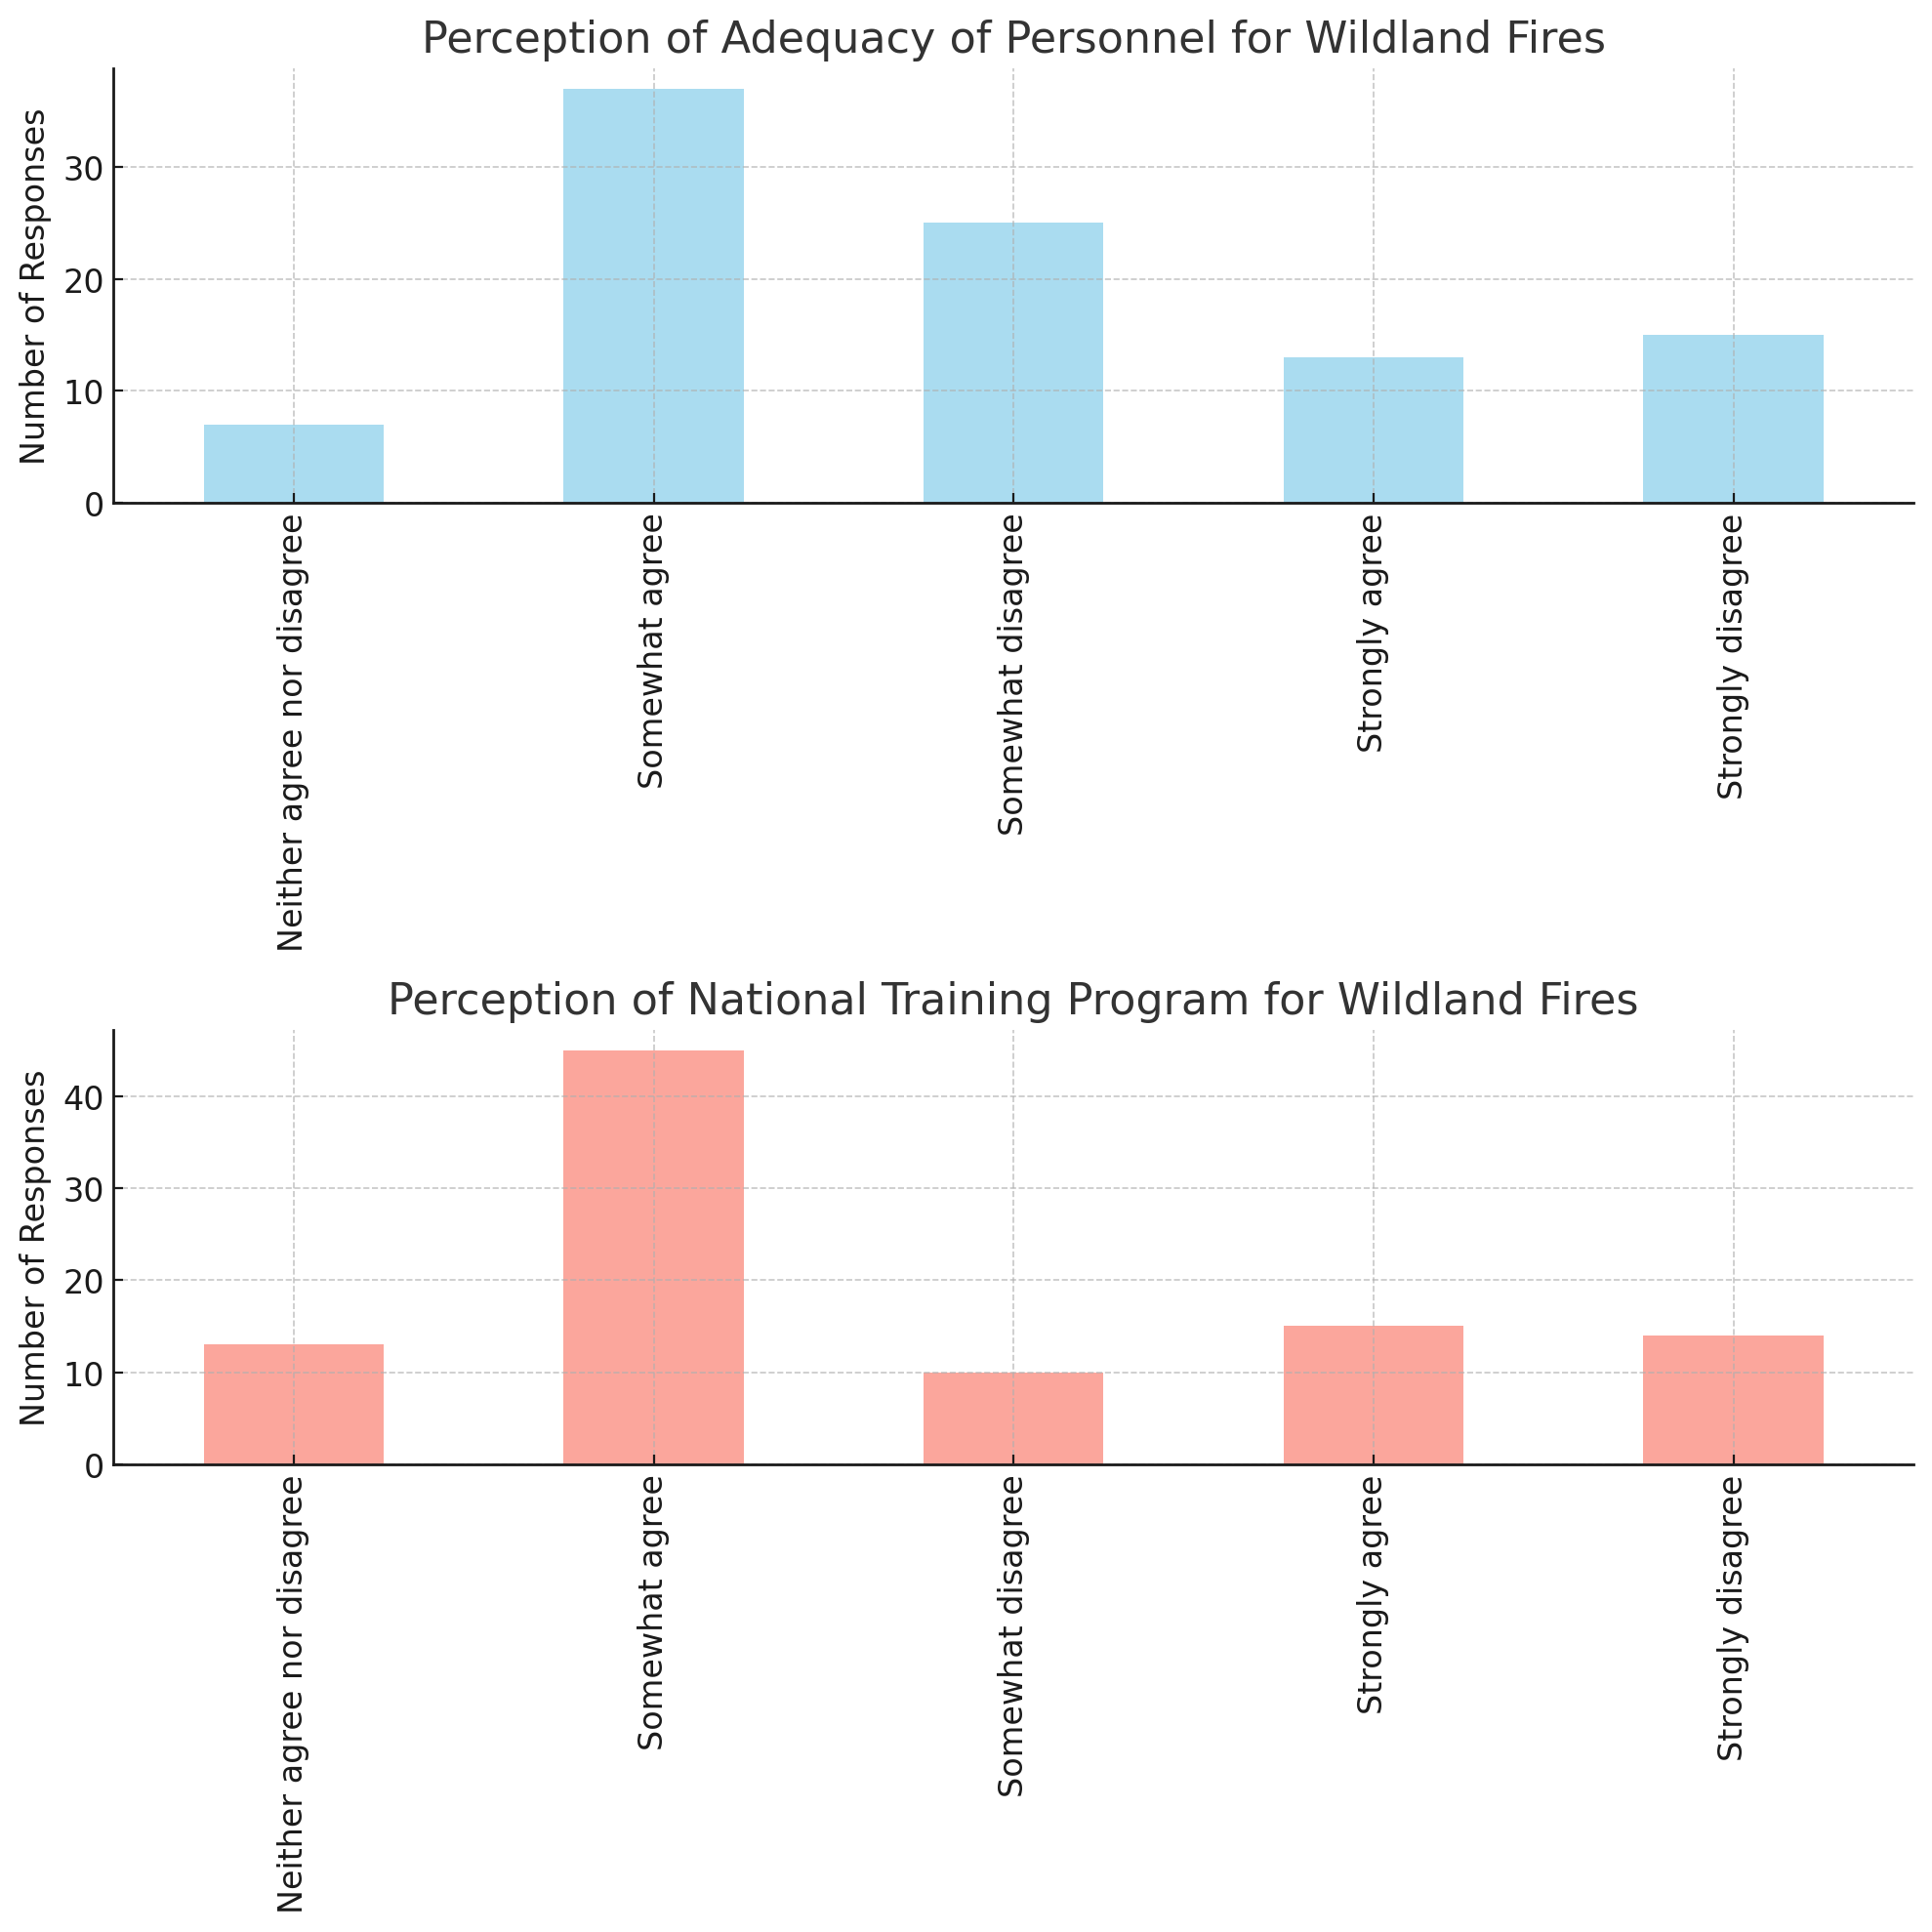 Perception of Adequacy of Personnel for Wildland Fires
Number of Responses
30
20
10
0
Neither agree nor disagree
Somewhat agree
Somewhat disagree
Strongly agree
Strongly disagree
Perception of National Training Program for Wildland Fires
Number of Responses
40
30
20
10
0
Neither agree nor disagree
Somewhat agree
Somewhat disagree
Strongly agree
Strongly disagree